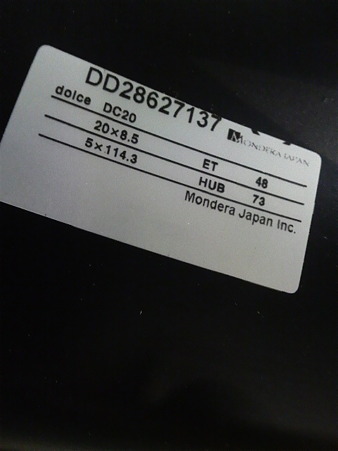 DD28627137
MONDERA JAPAN
dolce DC20
20×8.5 ET 48
5×114.3 HUB 73
Mondera Japan Inc.